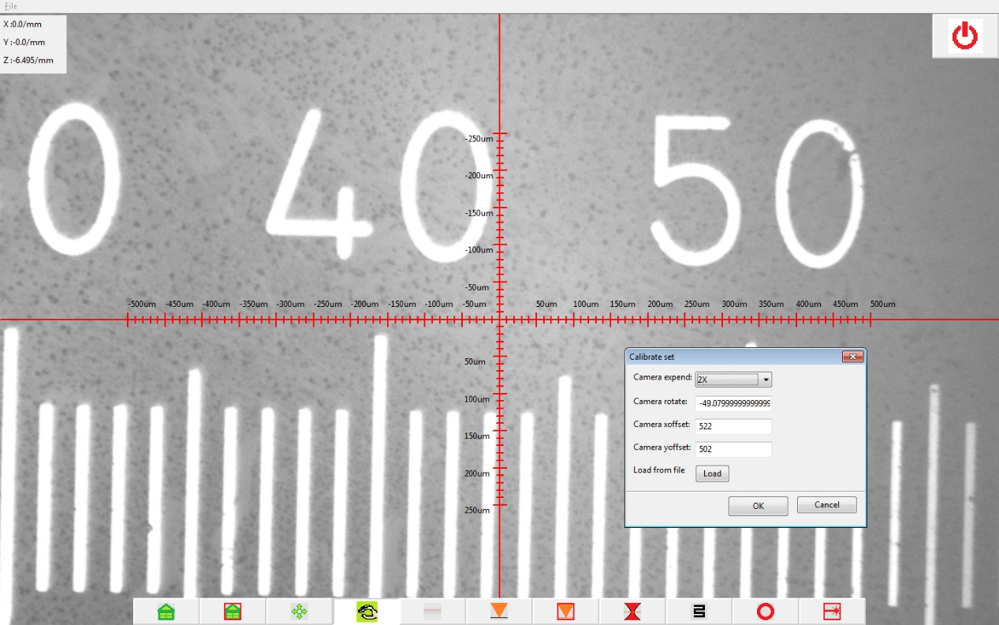 File
X :0.0/mm
Y :-0.0/mm
Z :-6.495/mm
0 40 50
-250um
-200um
-150um
-100um
-50um
-500um -450um -400um -350um -300um -250um -200um -150um -100um -50um 50um 100um 150um 200um 250um 300um 350um 400um 450um 500um
50um
100um
150um
200um
250um
Calibrate set
Camera expend: 2X
Camera rotate: -49.07999999999999
Camera xoffset: 522
Camera yoffset: 502
Load from file Load
OK Cancel